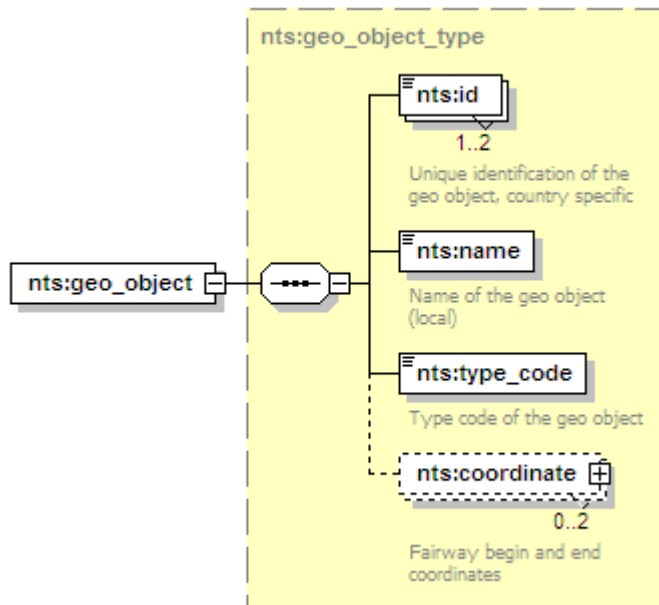 nts:geo_object_type
nts:id
1..2
Unique identification of the
geo object, country specific
nts:geo_object
nts:name
Name of the geo object
(local)
nts:type_code
Type code of the geo object
nts:coordinate
0..2
Fairway begin and end
coordinates